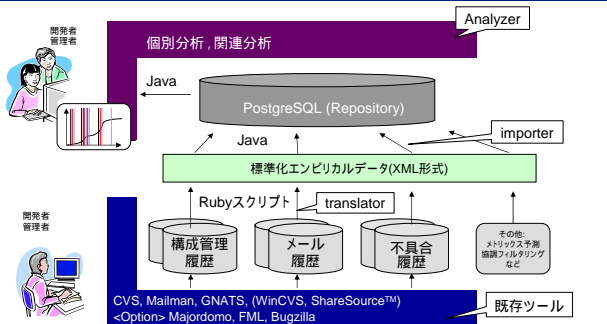 Analyzer
開発者
管理者
個別分析 , 関連分析
Java
PostgreSQL (Repository)
Java
importer
標準化エンピリカルデータ(XML形式)
Rubyスクリプト
translator
開発者
管理者
構成管理
履歴
メール
履歴
不具合
履歴
その他:
メトリックス予測
協調フィルタリング
など
CVS, Mailman, GNATS, (WinCVS, ShareSource™)
<Option> Majordomo, FML, Bugzilla
既存ツール